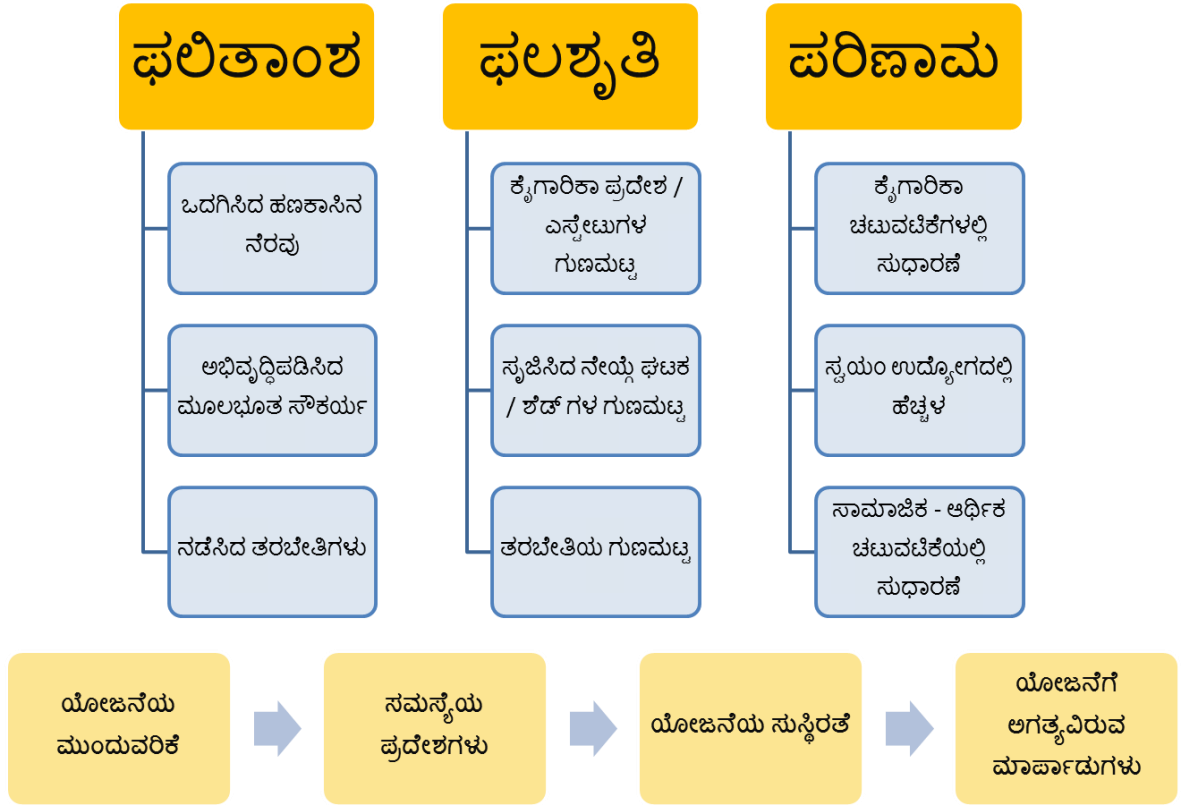 ಫಲಿತಾಂಶ
ಒದಗಿಸಿದ ಹಣಕಾಸಿನ
ನೆರವು
ಅಭಿವೃದ್ಧಿಪಡಿಸಿದ
ಮೂಲಭೂತ ಸೌಕರ್ಯ
ನಡೆಸಿದ ತರಬೇತಿಗಳು
ಫಲಶೃತಿ
ಕೈಗಾರಿಕಾ ಪ್ರದೇಶ /
ಎಸ್ಟೇಟುಗಳ
ಗುಣಮಟ್ಟ
ಸೃಜಿಸಿದ ನೇಯ್ಗೆ ಘಟಕ
/ ಶೆಡ್ ಗಳ ಗುಣಮಟ್ಟ
ತರಬೇತಿಯ ಗುಣಮಟ್ಟ
ಪರಿಣಾಮ
ಕೈಗಾರಿಕಾ
ಚಟುವಟಿಕೆಗಳಲ್ಲಿ
ಸುಧಾರಣೆ
ಸ್ವಯಂ ಉದ್ಯೋಗದಲ್ಲಿ
ಹೆಚ್ಚಳ
ಸಾಮಾಜಿಕ - ಆರ್ಥಿಕ
ಚಟುವಟಿಕೆಯಲ್ಲಿ
ಸುಧಾರಣೆ
ಯೋಜನೆಯ
ಮುಂದುವರಿಕೆ
ಸಮಸ್ಯೆಯ
ಪ್ರದೇಶಗಳು
ಯೋಜನೆಯ ಸುಸ್ಥಿರತೆ
ಯೋಜನೆಗೆ
ಅಗತ್ಯವಿರುವ
ಮಾರ್ಪಾಡುಗಳು